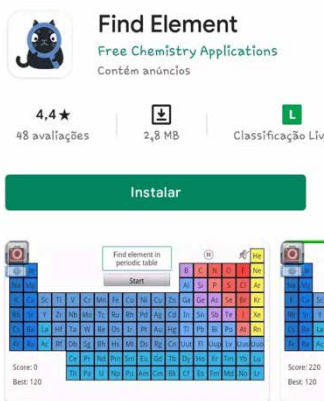 Find Element
Free Chemistry Applications
Contém anúncios
4,4★
48 avaliações
2,8 MB
L
Classificação Liv
Instalar
Find element in
periodic table
Start
He
B C N O F Ne
Al Si P S Cl Ar
K Ca Sc Ti V Cr Mn Fe Co Ni Cu Zn Ga Ge As Se Br Kr
Rb Sr Y Zr Nb Mo Tc Ru Rh Pd Ag Cd In Sn Sb Te I Xe
Cs Ba La Hf Ta W Re Os Ir Pt Au Hg Tl Pb Bi Po At Rn
Fr Ra Ac Rf Db Sg Bh Hs Mt Ds Rg Cn Uut Fl Uup Lv Uus Uuo
Ce Pr Nd Pm Sm Eu Gd Tb Dy Ho Er Tm Yb Lu
Th Pa U Np Pu Am Cm Bk Cf Es Fm Md No Lr
Score: 0
Best: 120
Score: 220
Best: 120